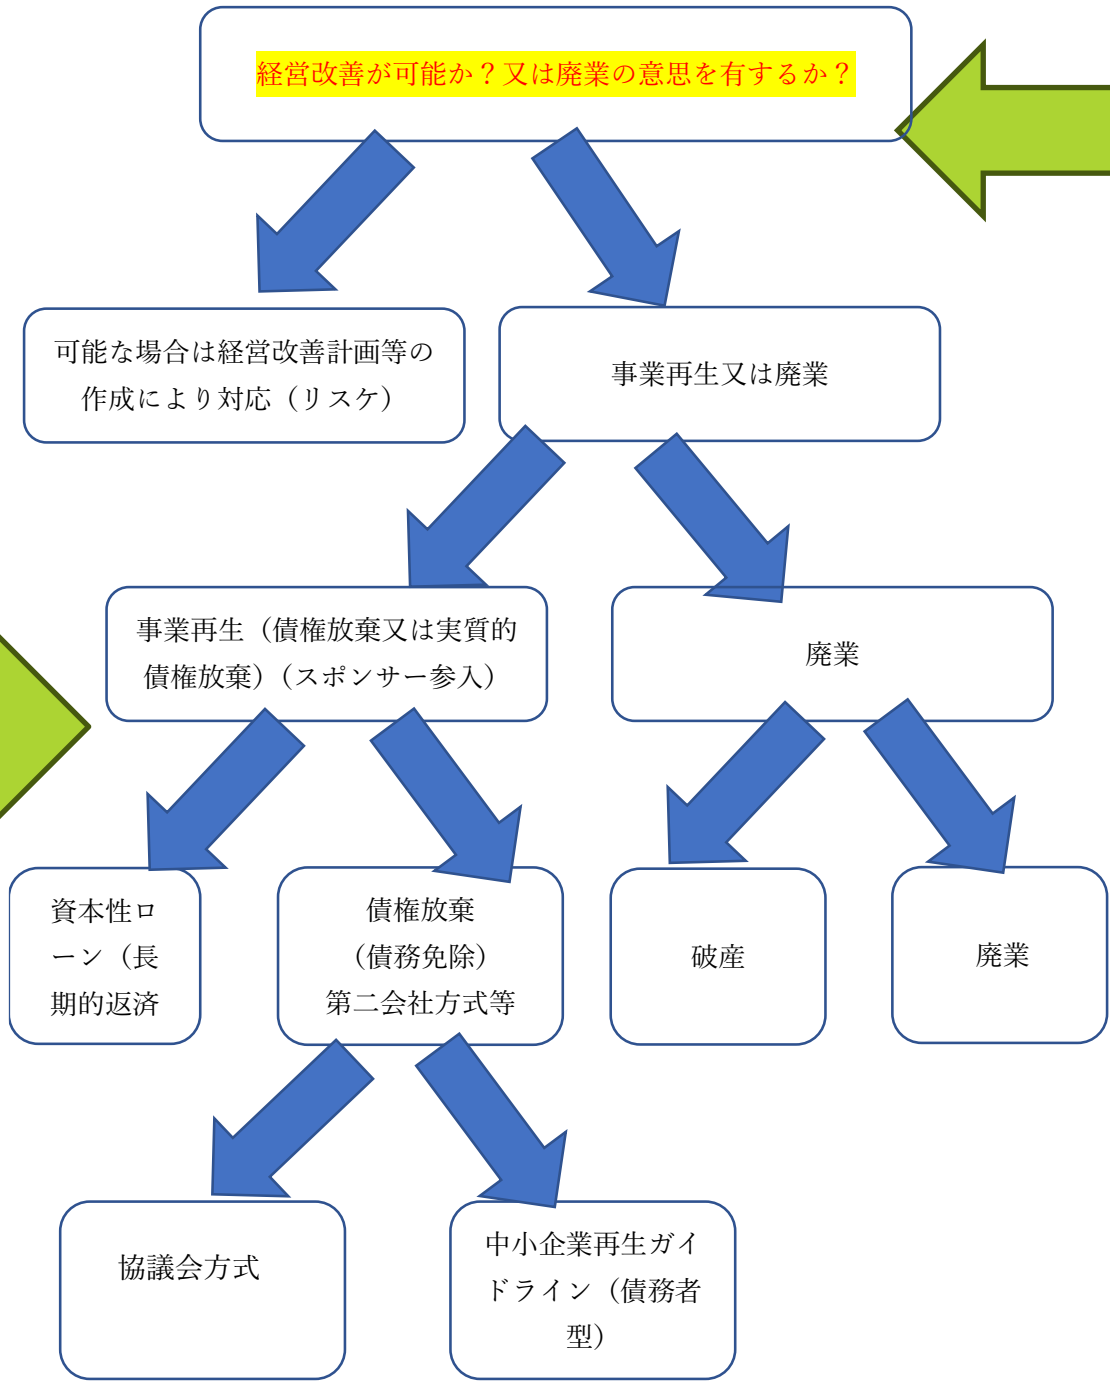 経営改善が可能か？又は廃業の意思を有するか？
可能な場合は経営改善計画等の
作成により対応（リスケ）
事業再生又は廃業
事業再生（債権放棄又は実質的
債権放棄）（スポンサー参入）
廃業
資本性ロ
ーン（長
期的返済
債権放棄
（債務免除）
第二会社方式等
破産
廃業
協議会方式
中小企業再生ガイ
ドライン（債務者
型）